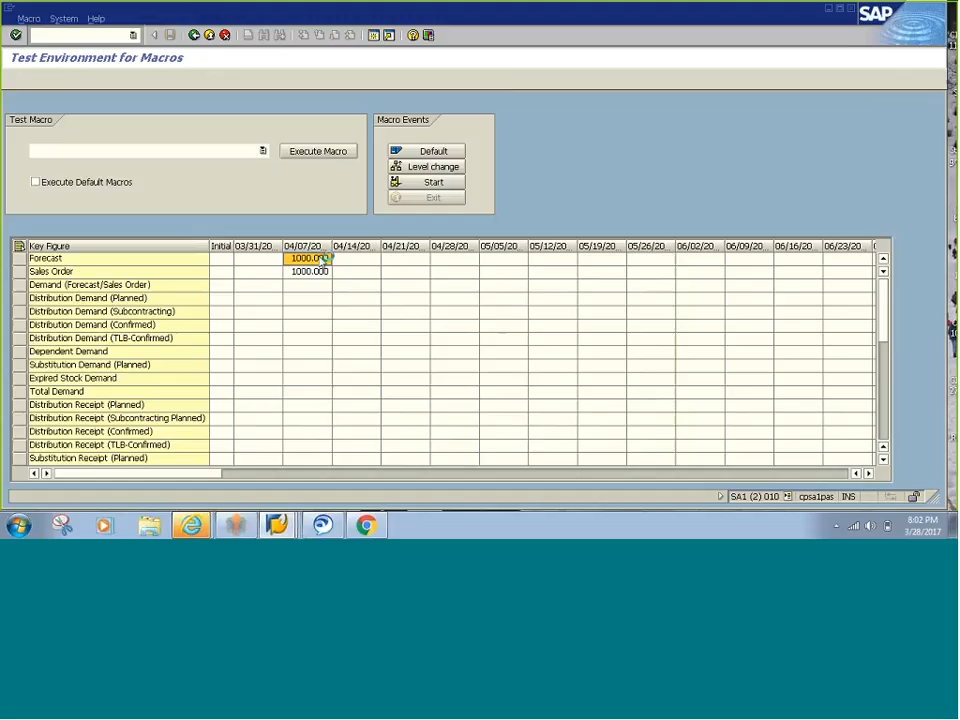 Macro System Help
SAP
Test Environment for Macros
Test Macro
Macro Events
Execute Macro
Default
Level change
Execute Default Macros
Start
Exit
Key Figure Initial 03/31/20... 04/07/20... 04/14/20... 04/21/20... 04/28/20... 05/05/20... 05/12/20... 05/19/20... 05/26/20... 06/02/20... 06/09/20... 06/16/20... 06/23/20...
Forecast 1000.000
Sales Order 1000.000
Demand (Forecast/Sales Order)
Distribution Demand (Planned)
Distribution Demand (Subcontracting)
Distribution Demand (Confirmed)
Distribution Demand (TLB-Confirmed)
Dependent Demand
Substitution Demand (Planned)
Expired Stock Demand
Total Demand
Distribution Receipt (Planned)
Distribution Receipt (Subcontracting Planned)
Distribution Receipt (Confirmed)
Distribution Receipt (TLB-Confirmed)
Substitution Receipt (Planned)
SA1 (2) 010 cpsa1pas INS
8:02 PM
3/28/2017